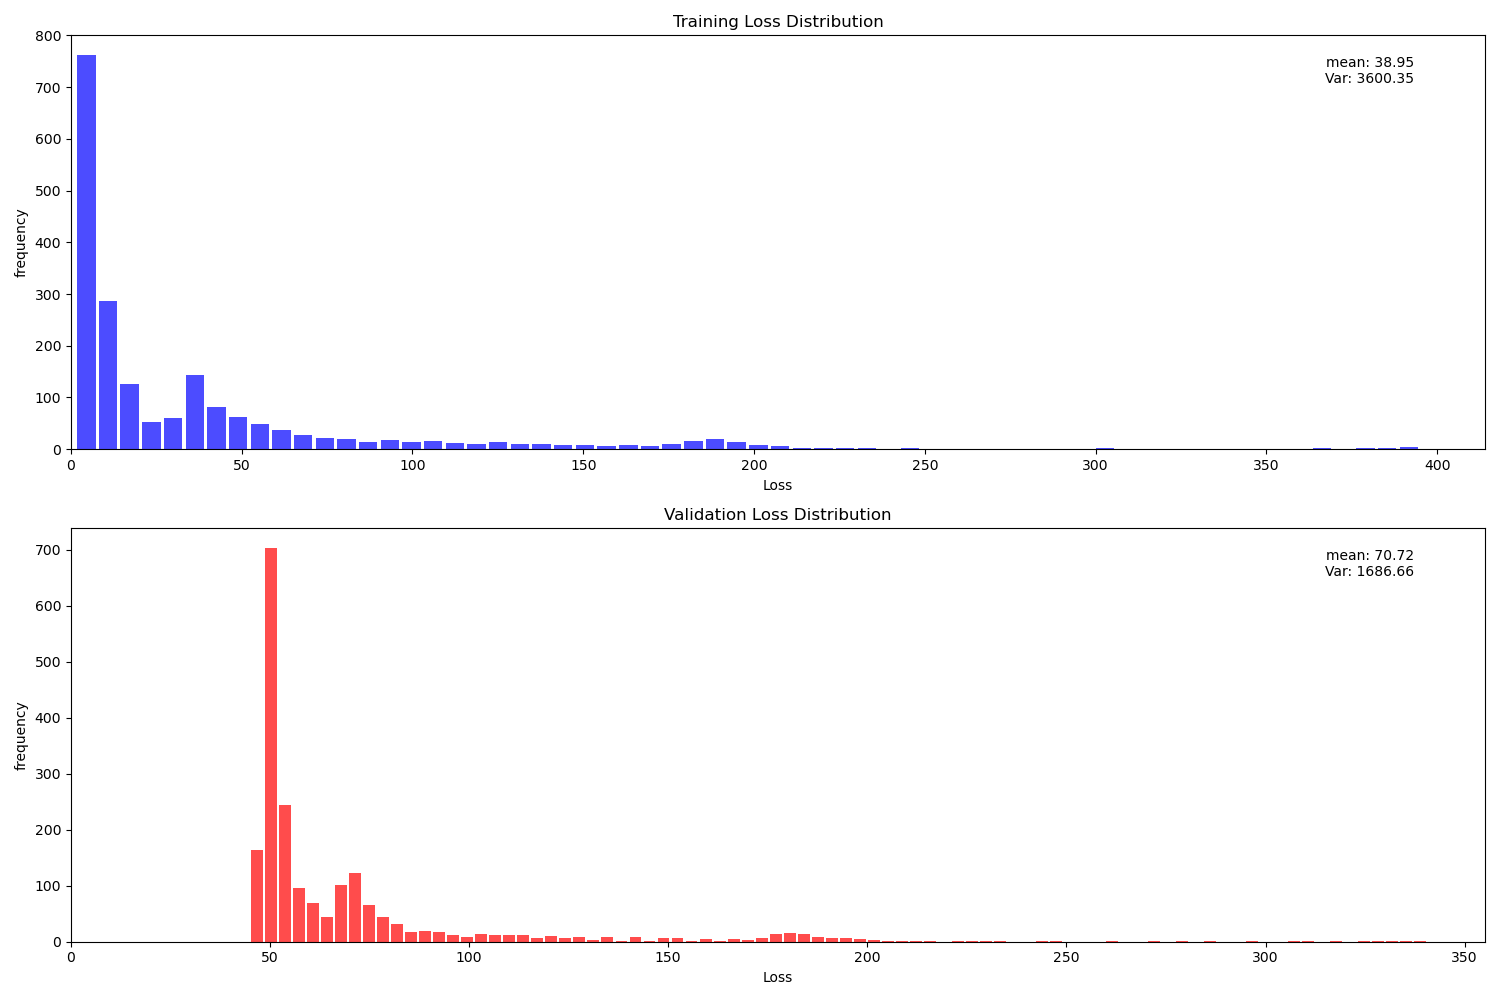 Training Loss Distribution
800
700
600
500
400
300
200
100
0
frequency
mean: 38.95
Var: 3600.35
0 50 100 150 200 250 300 350 400
Loss
Validation Loss Distribution
700
600
500
400
300
200
100
0
frequency
mean: 70.72
Var: 1686.66
0 50 100 150 200 250 300 350
Loss